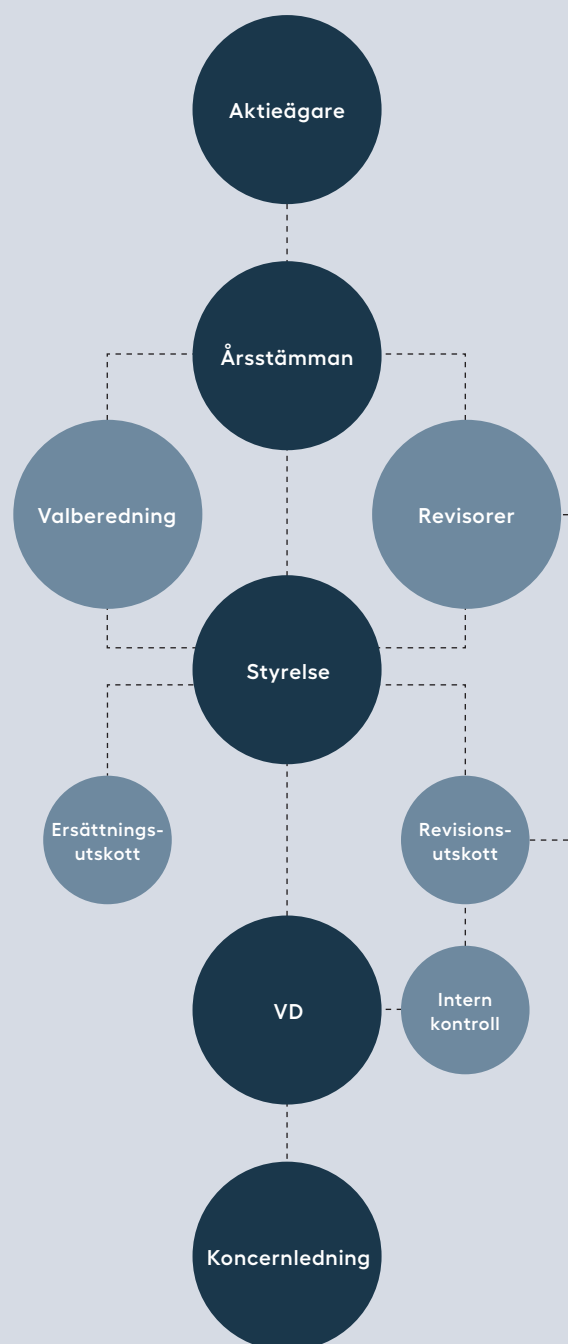 Aktieägare
Årsstämman
Valberedning
Revisorer
Styrelse
Ersättnings-
utskott
Revisions-
utskott
VD
Intern
kontroll
Koncernledning